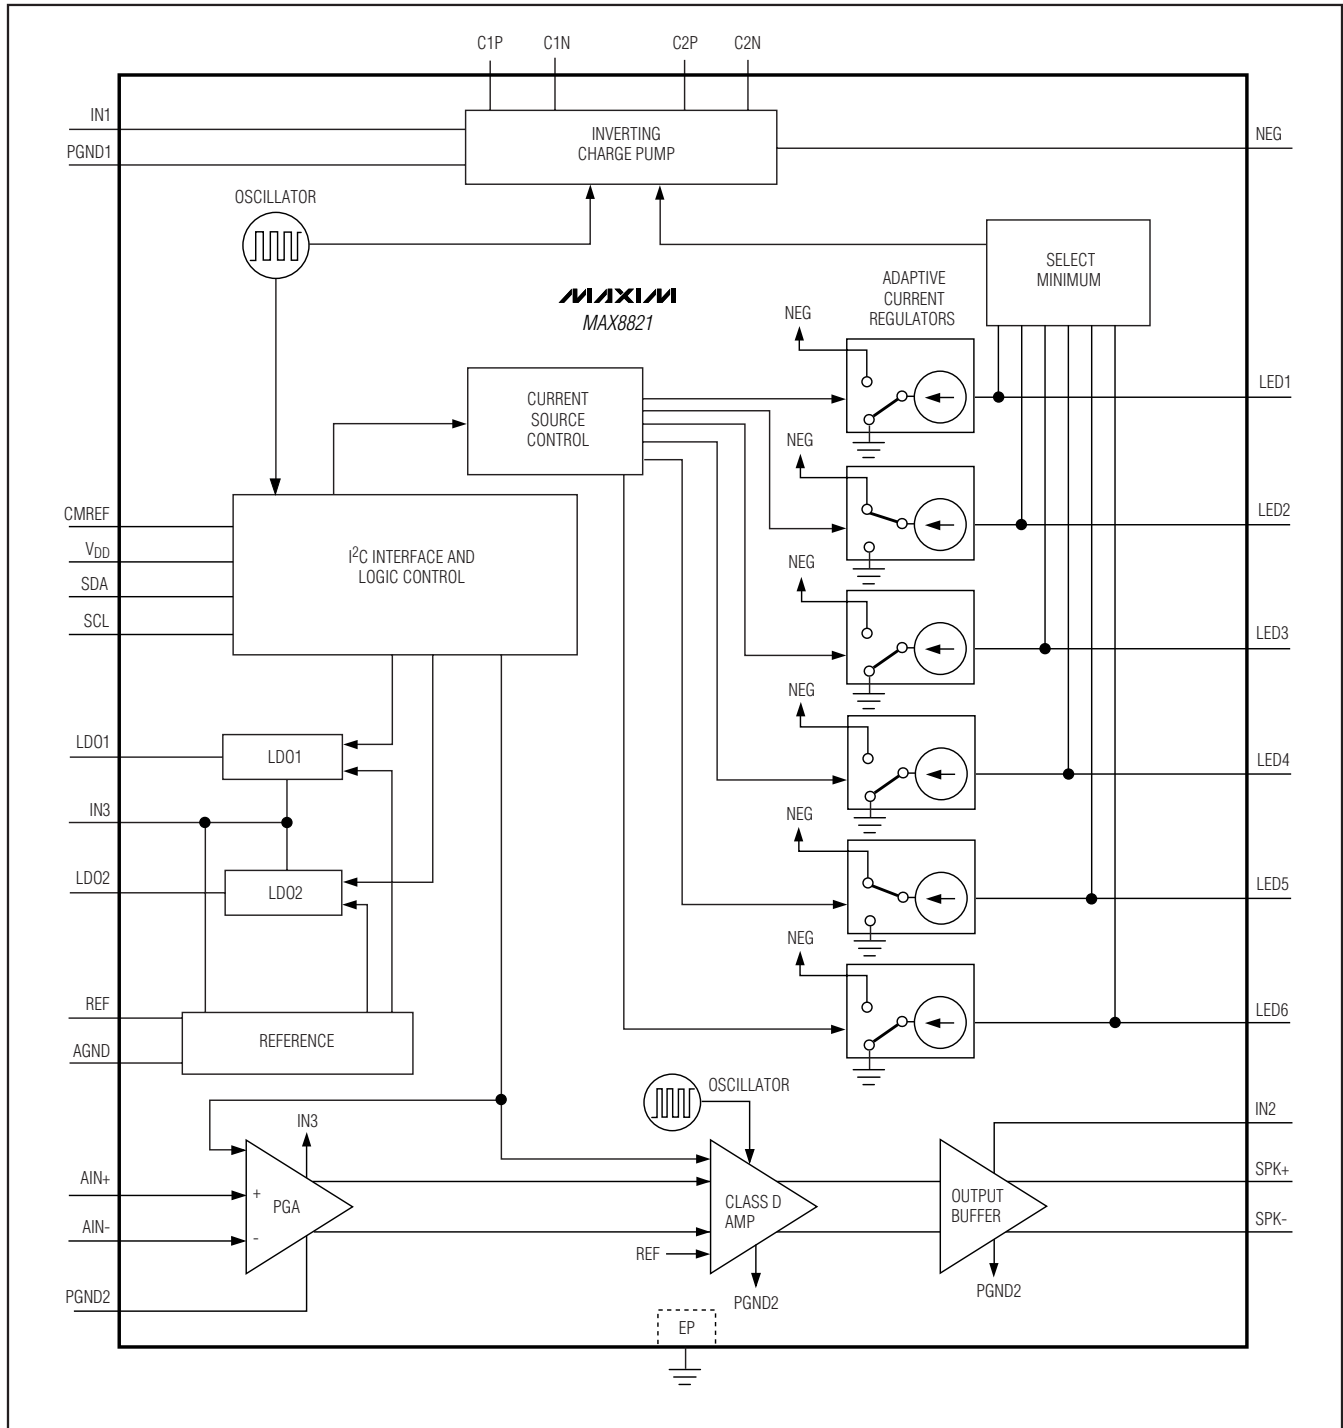 C1P C1N C2P C2N
IN1
PGND1
INVERTING
CHARGE PUMP
NEG
OSCILLATOR
SELECT
MINIMUM
MAXIM
MAX8821
ADAPTIVE
CURRENT
REGULATORS
NEG
LED1
CURRENT
SOURCE
CONTROL
NEG
LED2
CMREF
VDD
SDA
SCL
I2C INTERFACE AND
LOGIC CONTROL
NEG
LED3
NEG
LED4
LDO1
LDO1
IN3
LDO2
LDO2
NEG
LED5
NEG
LED6
REF
AGND
REFERENCE
OSCILLATOR
IN2
IN3
AIN+
AIN-
+
PGA
-
CLASS D
AMP
REF
OUTPUT
BUFFER
SPK+
SPK-
PGND2
PGND2
PGND2
EP